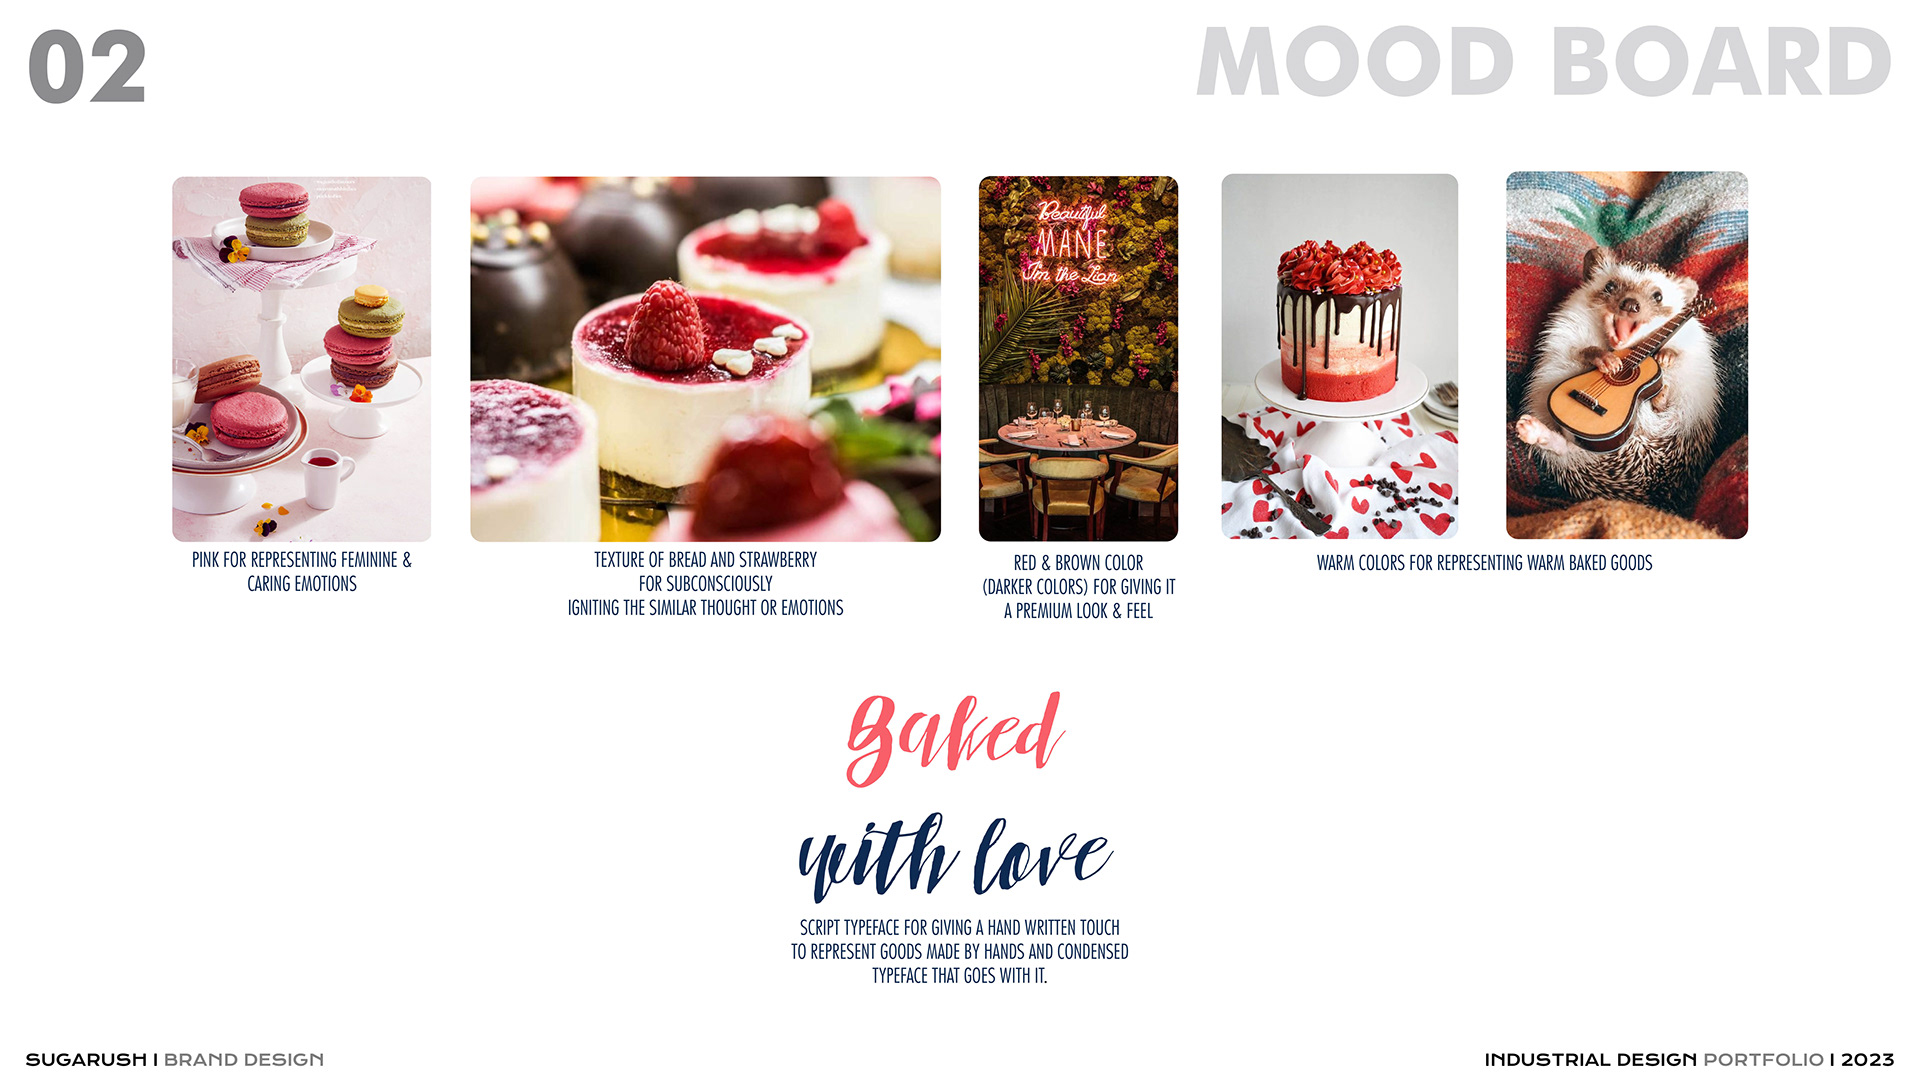 02
MOOD BOARD
Beautiful
MANE
I'm the Lion
PINK FOR REPRESENTING FEMININE &
CARING EMOTIONS
TEXTURE OF BREAD AND STRAWBERRY
FOR SUBCONSCIOUSLY
IGNITING THE SIMILAR THOUGHT OR EMOTIONS
RED & BROWN COLOR
(DARKER COLORS) FOR GIVING IT
A PREMIUM LOOK & FEEL
WARM COLORS FOR REPRESENTING WARM BAKED GOODS
Baked
with love
SCRIPT TYPEFACE FOR GIVING A HAND WRITTEN TOUCH
TO REPRESENT GOODS MADE BY HANDS AND CONDENSED
TYPEFACE THAT GOES WITH IT.
SUGARUSH I BRAND DESIGN
INDUSTRIAL DESIGN PORTFOLIO I 2023